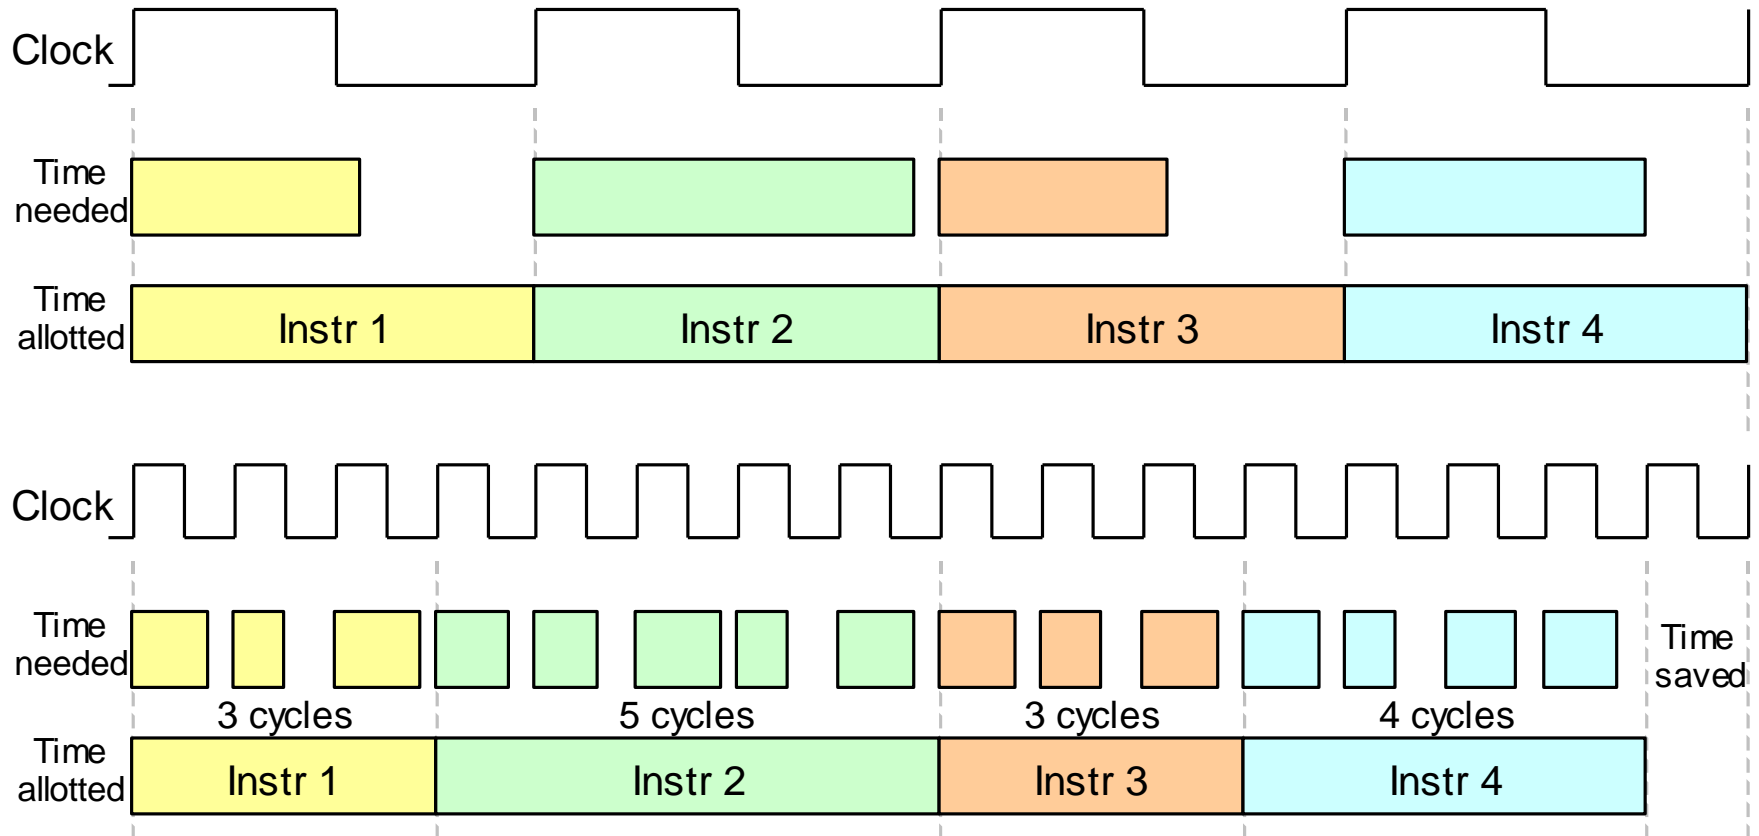 Clock
Time
needed
Time
allotted
Instr 1 Instr 2 Instr 3 Instr 4
Clock
Time
needed
Time
saved
3 cycles 5 cycles 3 cycles 4 cycles
Time
allotted
Instr 1 Instr 2 Instr 3 Instr 4